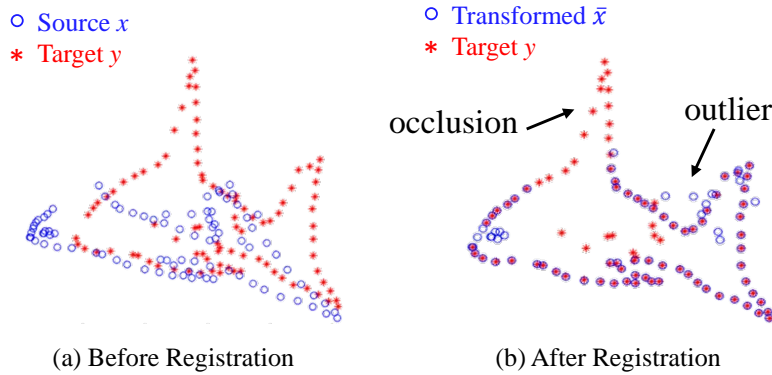 ○ Source x
* Target y
(a) Before Registration
○ Transformed x̄
* Target y
occlusion
outlier
(b) After Registration